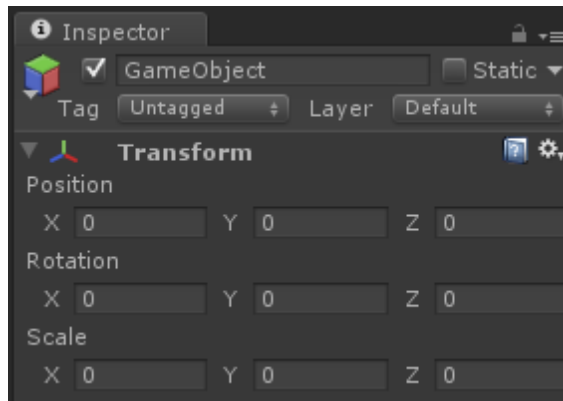 Inspector
GameObject Static
Tag Untagged Layer Default
Transform
Position
X 0 Y 0 Z 0
Rotation
X 0 Y 0 Z 0
Scale
X 0 Y 0 Z 0